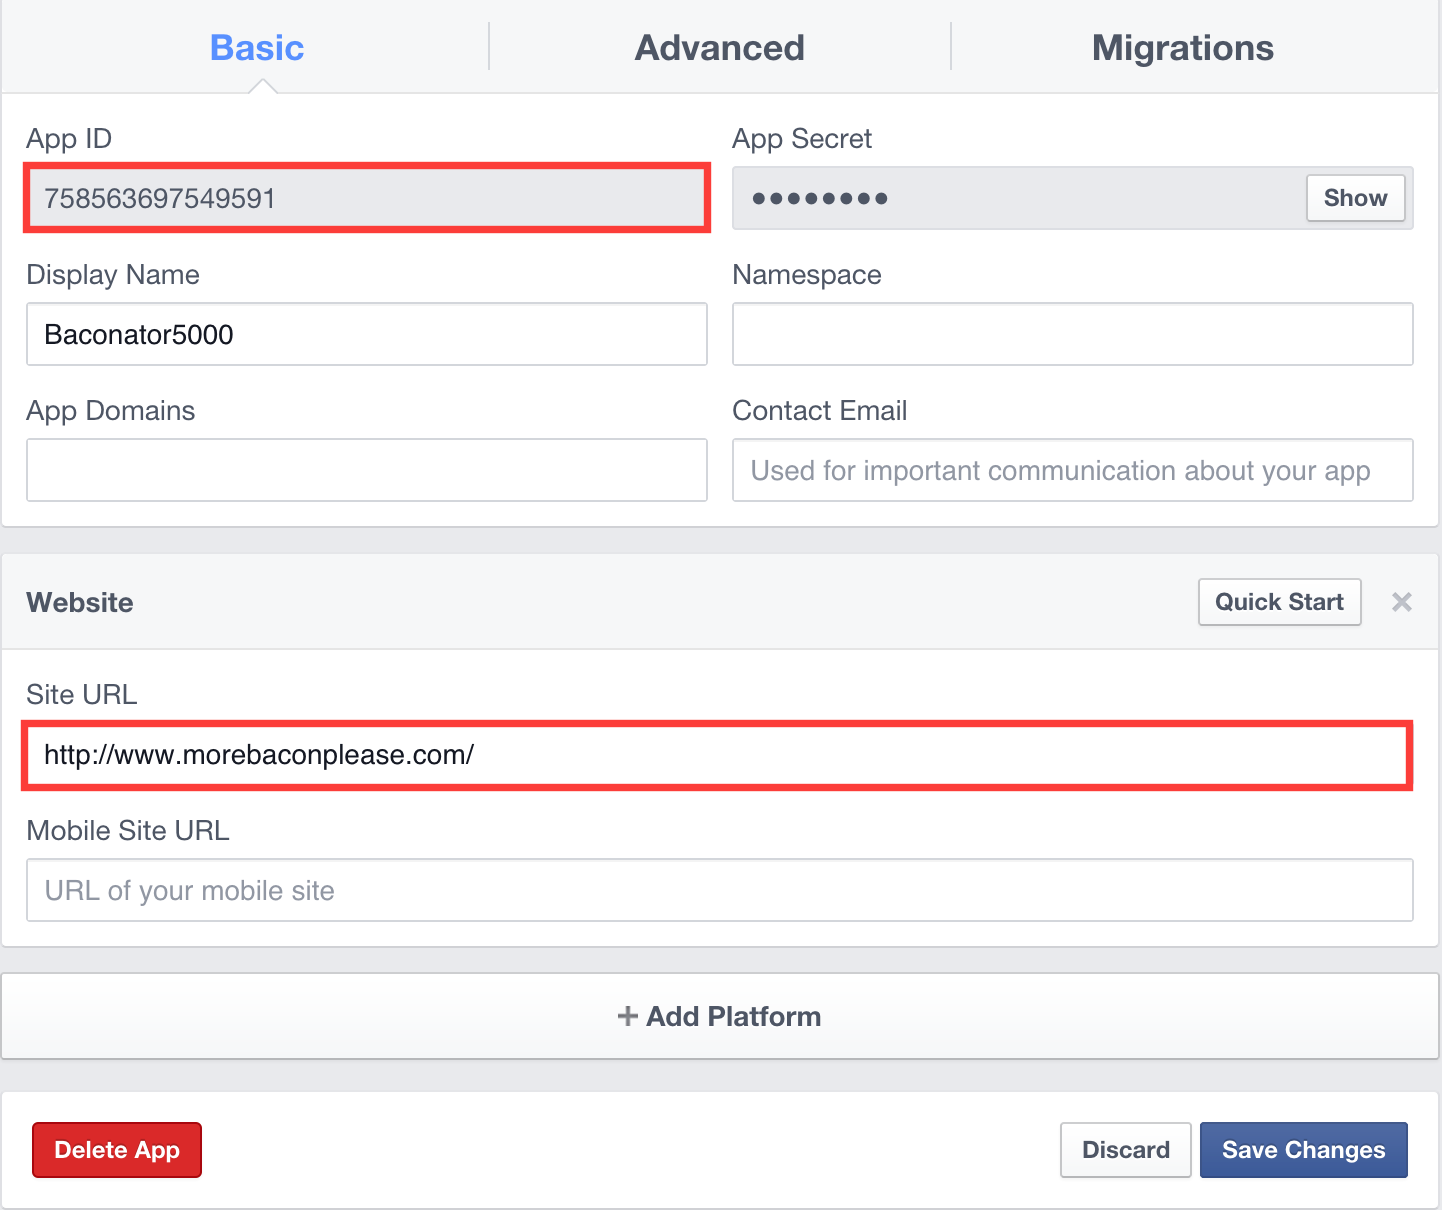 Basic Advanced Migrations
App ID App Secret
758563697549591 •••••••• Show
Display Name Namespace
Baconator5000
App Domains Contact Email
Used for important communication about your app
Website Quick Start ×
Site URL
http://www.morebaconplease.com/
Mobile Site URL
URL of your mobile site
+ Add Platform
Delete App Discard Save Changes